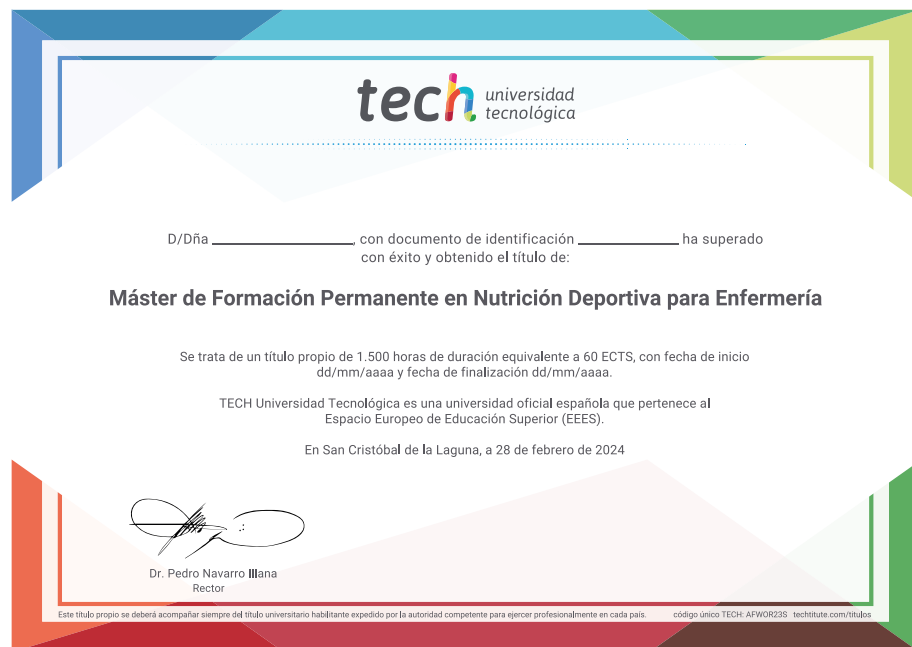 tech universidad
tecnológica
D/Dña ____________, con documento de identificación ____________ ha superado
con éxito y obtenido el título de:
Máster de Formación Permanente en Nutrición Deportiva para Enfermería
Se trata de un título propio de 1.500 horas de duración equivalente a 60 ECTS, con fecha de inicio
dd/mm/aaaa y fecha de finalización dd/mm/aaaa.
TECH Universidad Tecnológica es una universidad oficial española que pertenece al
Espacio Europeo de Educación Superior (EEES).
En San Cristóbal de la Laguna, a 28 de febrero de 2024
Dr. Pedro Navarro Illana
Rector
Este título propio se deberá acompañar siempre del título universitario habilitante expedido por la autoridad competente para ejercer profesionalmente en cada país. código único TECH: AFWOR23S techtitute.com/titulos